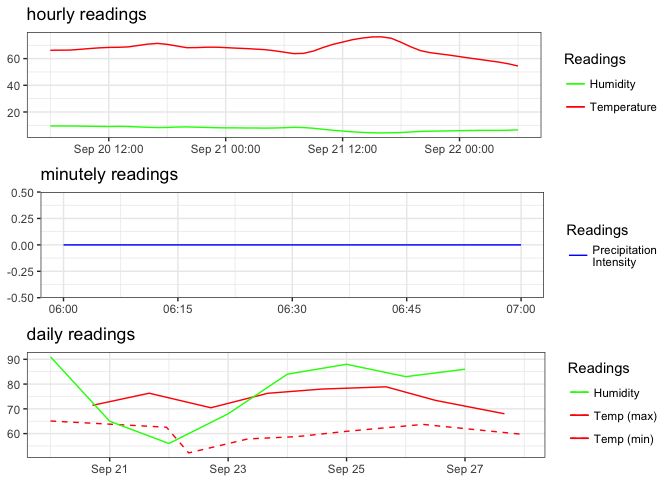 hourly readings
60
40
20
Sep 20 12:00 Sep 21 00:00 Sep 21 12:00 Sep 22 00:00
Readings
Humidity
Temperature
minutely readings
0.50
0.25
0.00
-0.25
-0.50
06:00 06:15 06:30 06:45 07:00
Readings
Precipitation
Intensity
daily readings
90
80
70
60
Sep 21 Sep 23 Sep 25 Sep 27
Readings
Humidity
Temp (max)
Temp (min)